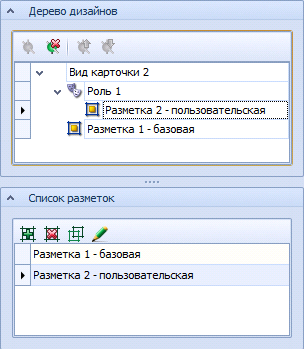 Дерево дизайнов
Вид карточки 2
Роль 1
Разметка 2 - пользовательская
Разметка 1 - базовая
Список разметок
Разметка 1 - базовая
Разметка 2 - пользовательская